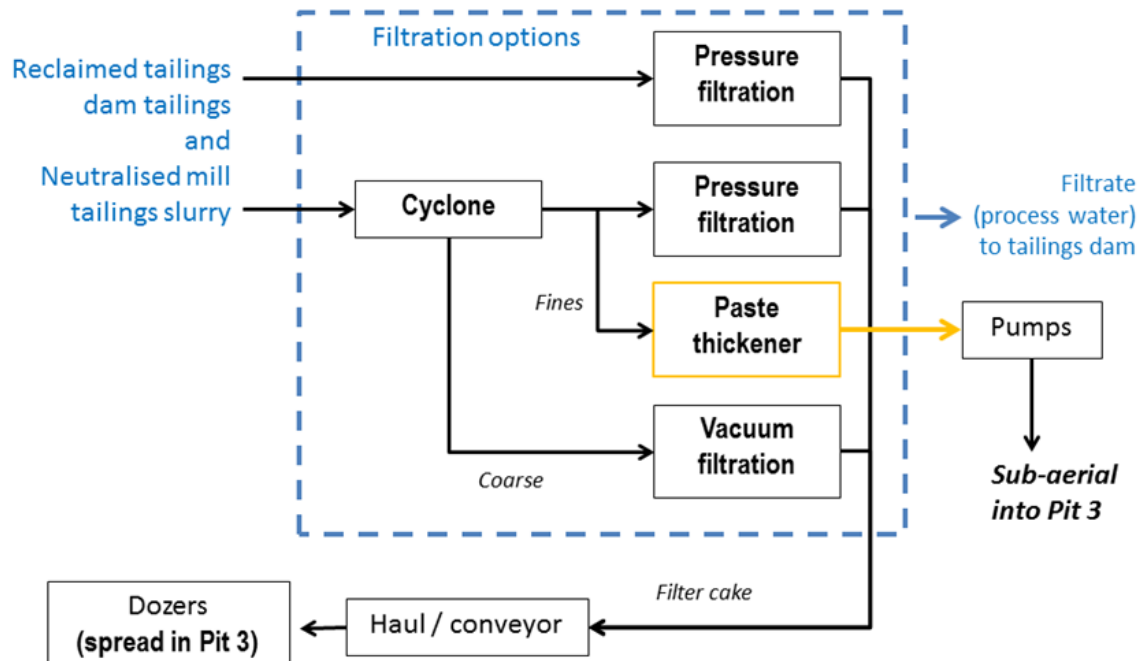 Filtration options
Reclaimed tailings
dam tailings
and
Neutralised mill
tailings slurry
Pressure
filtration
Cyclone
Pressure
filtration
Filtrate
(process water)
to tailings dam
Fines
Paste
thickener
Pumps
Coarse
Vacuum
filtration
Sub-aerial
into Pit 3
Filter cake
Dozers
(spread in Pit 3)
Haul / conveyor